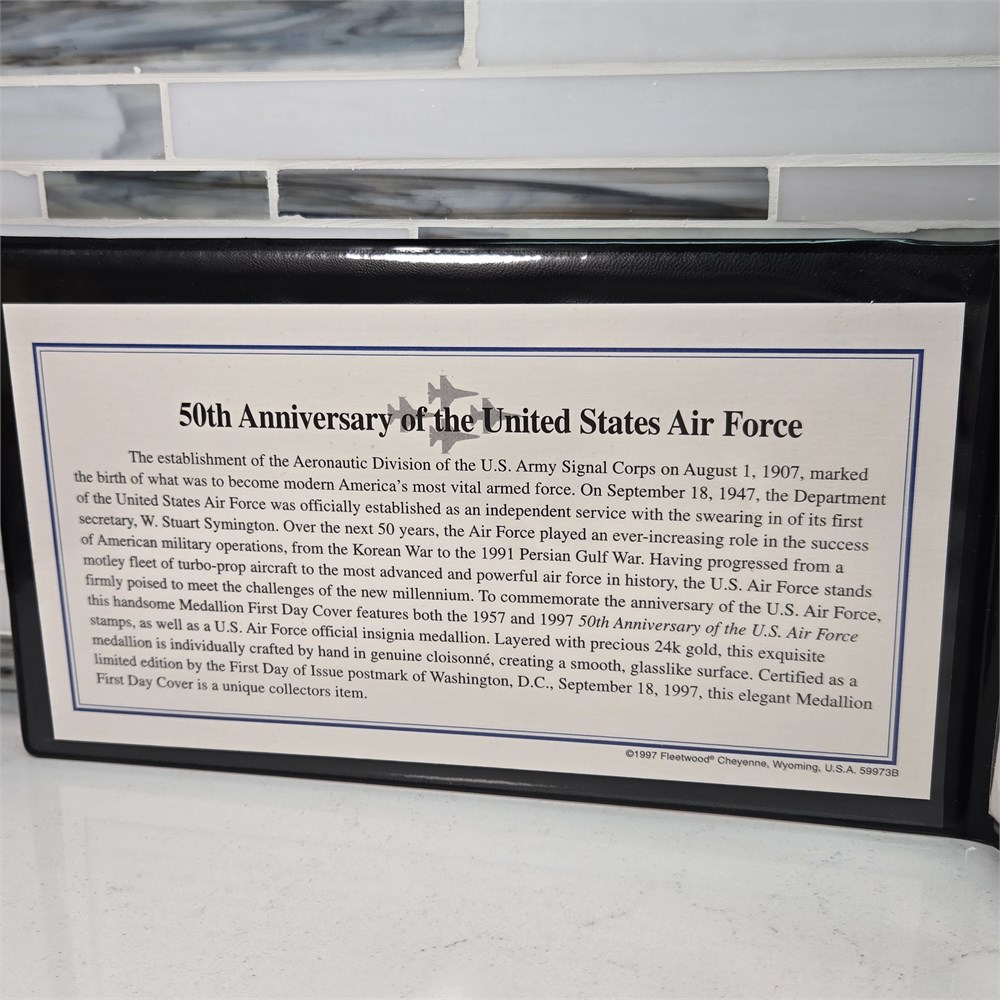 50th Anniversary of the United States Air Force
The establishment of the Aeronautic Division of the U.S. Army Signal Corps on August 1, 1907, marked
the birth of what was to become modern America's most vital armed force. On September 18, 1947, the Department
of the United States Air Force was officially established as an independent service with the swearing in of its first
secretary, W. Stuart Symington. Over the next 50 years, the Air Force played an ever-increasing role in the success
of American military operations, from the Korean War to the 1991 Persian Gulf War. Having progressed from a
motley fleet of turbo-prop aircraft to the most advanced and powerful air force in history, the U.S. Air Force stands
firmly poised to meet the challenges of the new millennium. To commemorate the anniversary of the U.S. Air Force,
this handsome Medallion First Day Cover features both the 1957 and 1997 50th Anniversary of the U.S. Air Force
stamps, as well as a U.S. Air Force official insignia medallion. Layered with precious 24k gold, this exquisite
medallion is individually crafted by hand in genuine cloisonné, creating a smooth, glasslike surface. Certified as a
limited edition by the First Day of Issue postmark of Washington, D.C., September 18, 1997, this elegant Medallion
First Day Cover is a unique collectors item.
©1997 Fleetwood® Cheyenne, Wyoming, U.S.A. 59973B